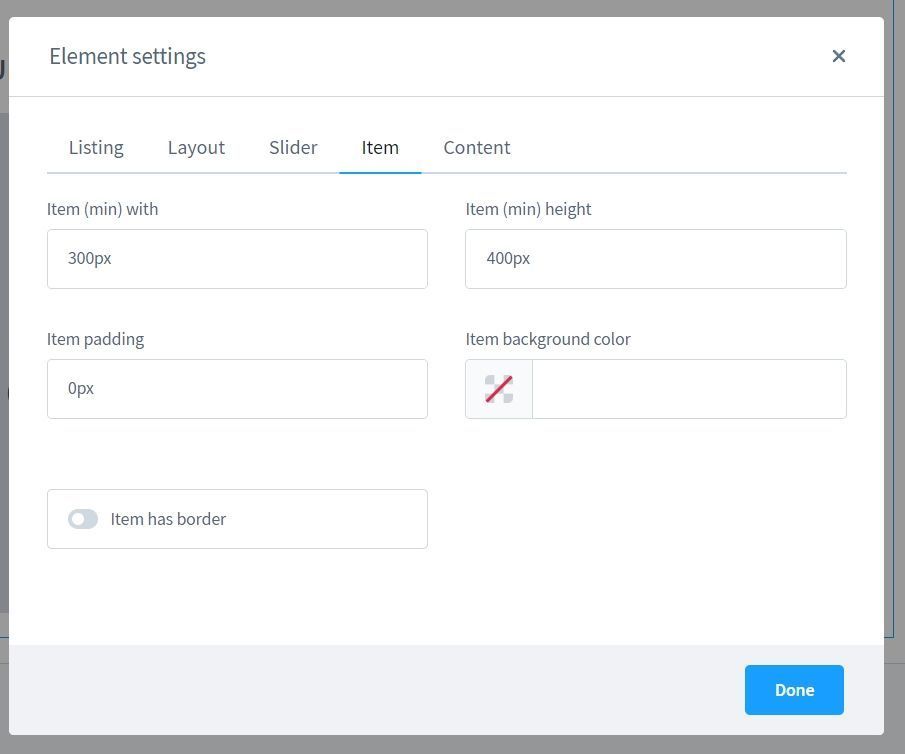 Element settings
Listing Layout Slider Item Content
Item (min) with Item (min) height
300px 400px
Item padding Item background color
0px
Item has border
Done